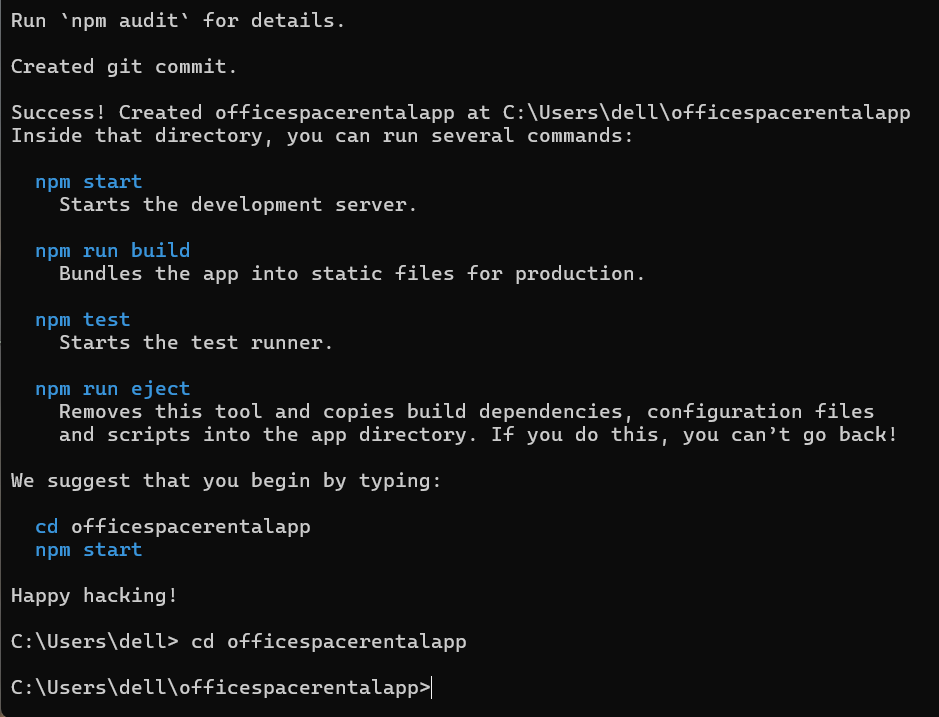 Run `npm audit` for details.
Created git commit.
Success! Created officespacerentalapp at C:\Users\dell\officespacerentalapp
Inside that directory, you can run several commands:
npm start
Starts the development server.
npm run build
Bundles the app into static files for production.
npm test
Starts the test runner.
npm run eject
Removes this tool and copies build dependencies, configuration files
and scripts into the app directory. If you do this, you can’t go back!
We suggest that you begin by typing:
cd officespacerentalapp
npm start
Happy hacking!
C:\Users\dell> cd officespacerentalapp
C:\Users\dell\officespacerentalapp>